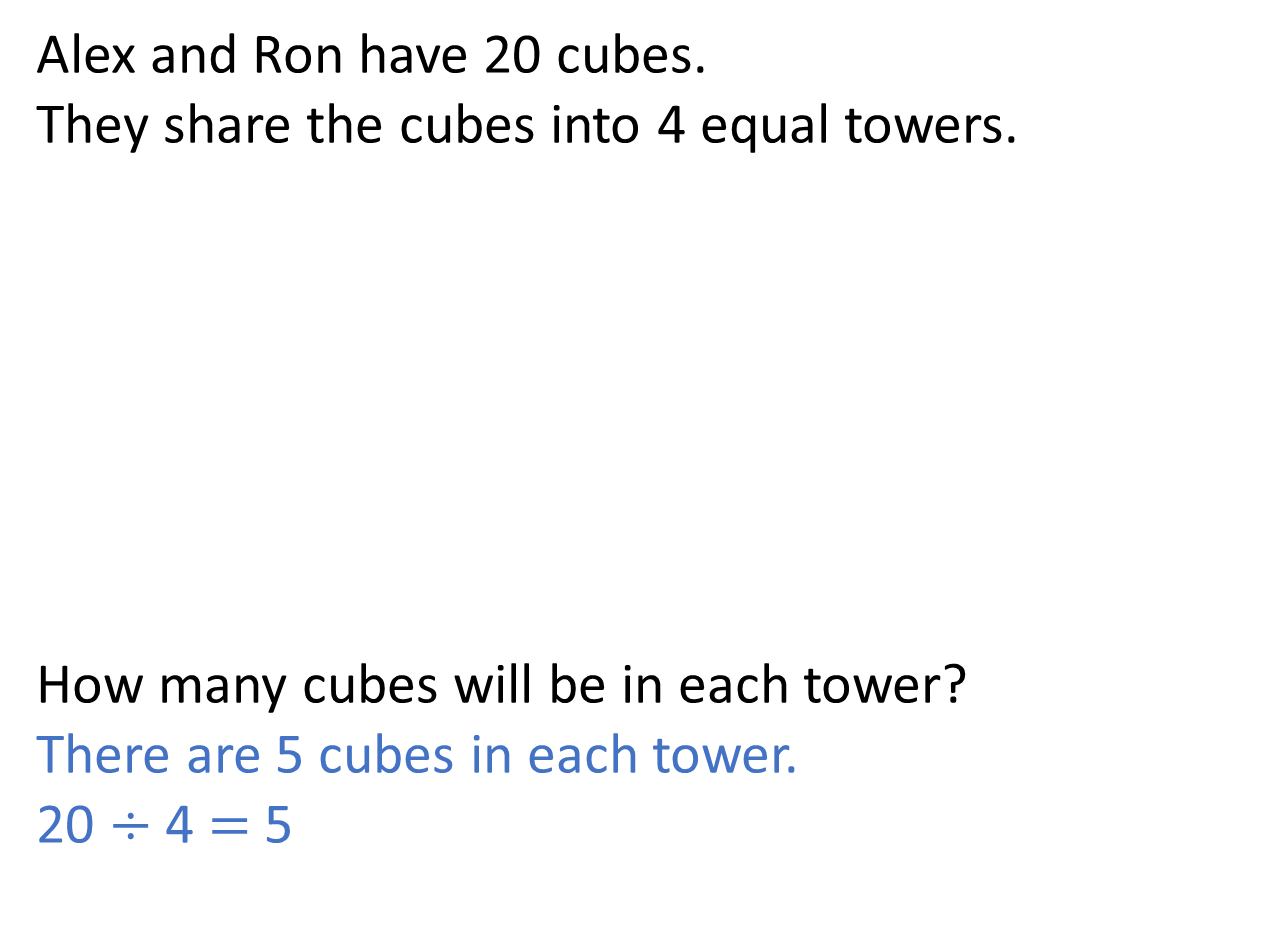 Alex and Ron have 20 cubes.
They share the cubes into 4 equal towers.
How many cubes will be in each tower?
There are 5 cubes in each tower.
20 ÷ 4 = 5